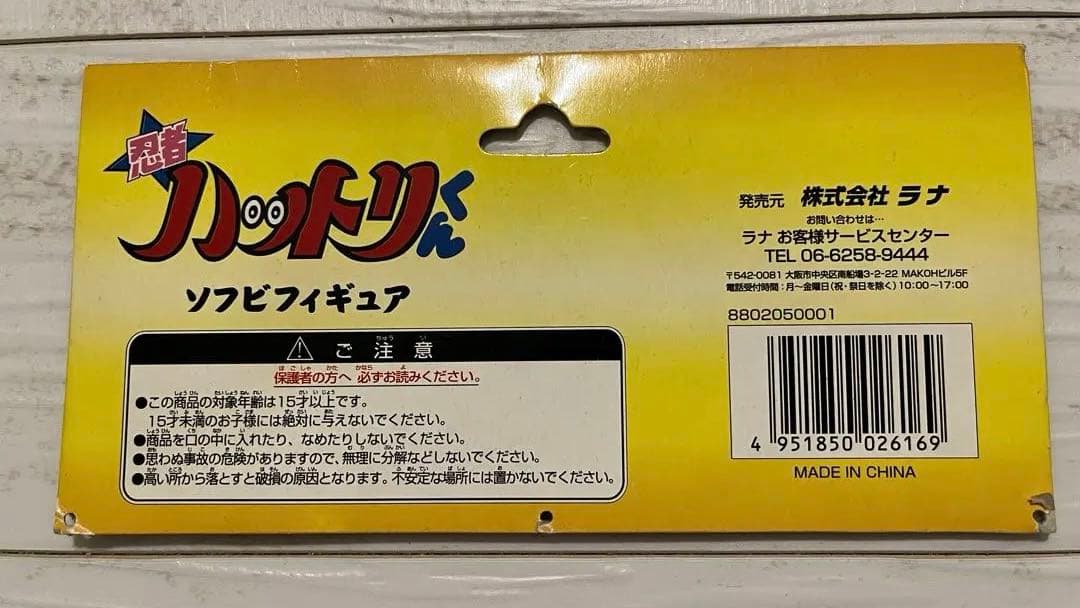 忍者
ハットリくん
ソフビフィギュア
ご注意
保護者の方へ 必ずお読みください。
●この商品の対象年齢は15才以上です。
15才未満のお子様には絶対に与えないでください。
●商品を口の中に入れたり、なめたりしないでください。
●思わぬ事故の危険がありますので、無理に分解などしないでください。
●高い所から落とすと破損の原因となります。不安定な場所には置かないでください。
発売元 株式会社 ラナ
お問い合わせは…
ラナ お客様サービスセンター
TEL 06-6258-9444
〒542-0081 大阪市中央区南船場3-2-22 MAKOHビル5F
電話受付時間：月〜金曜日(祝・祭日を除く)10:00〜17:00
8802050001
4 951850 026169
MADE IN CHINA